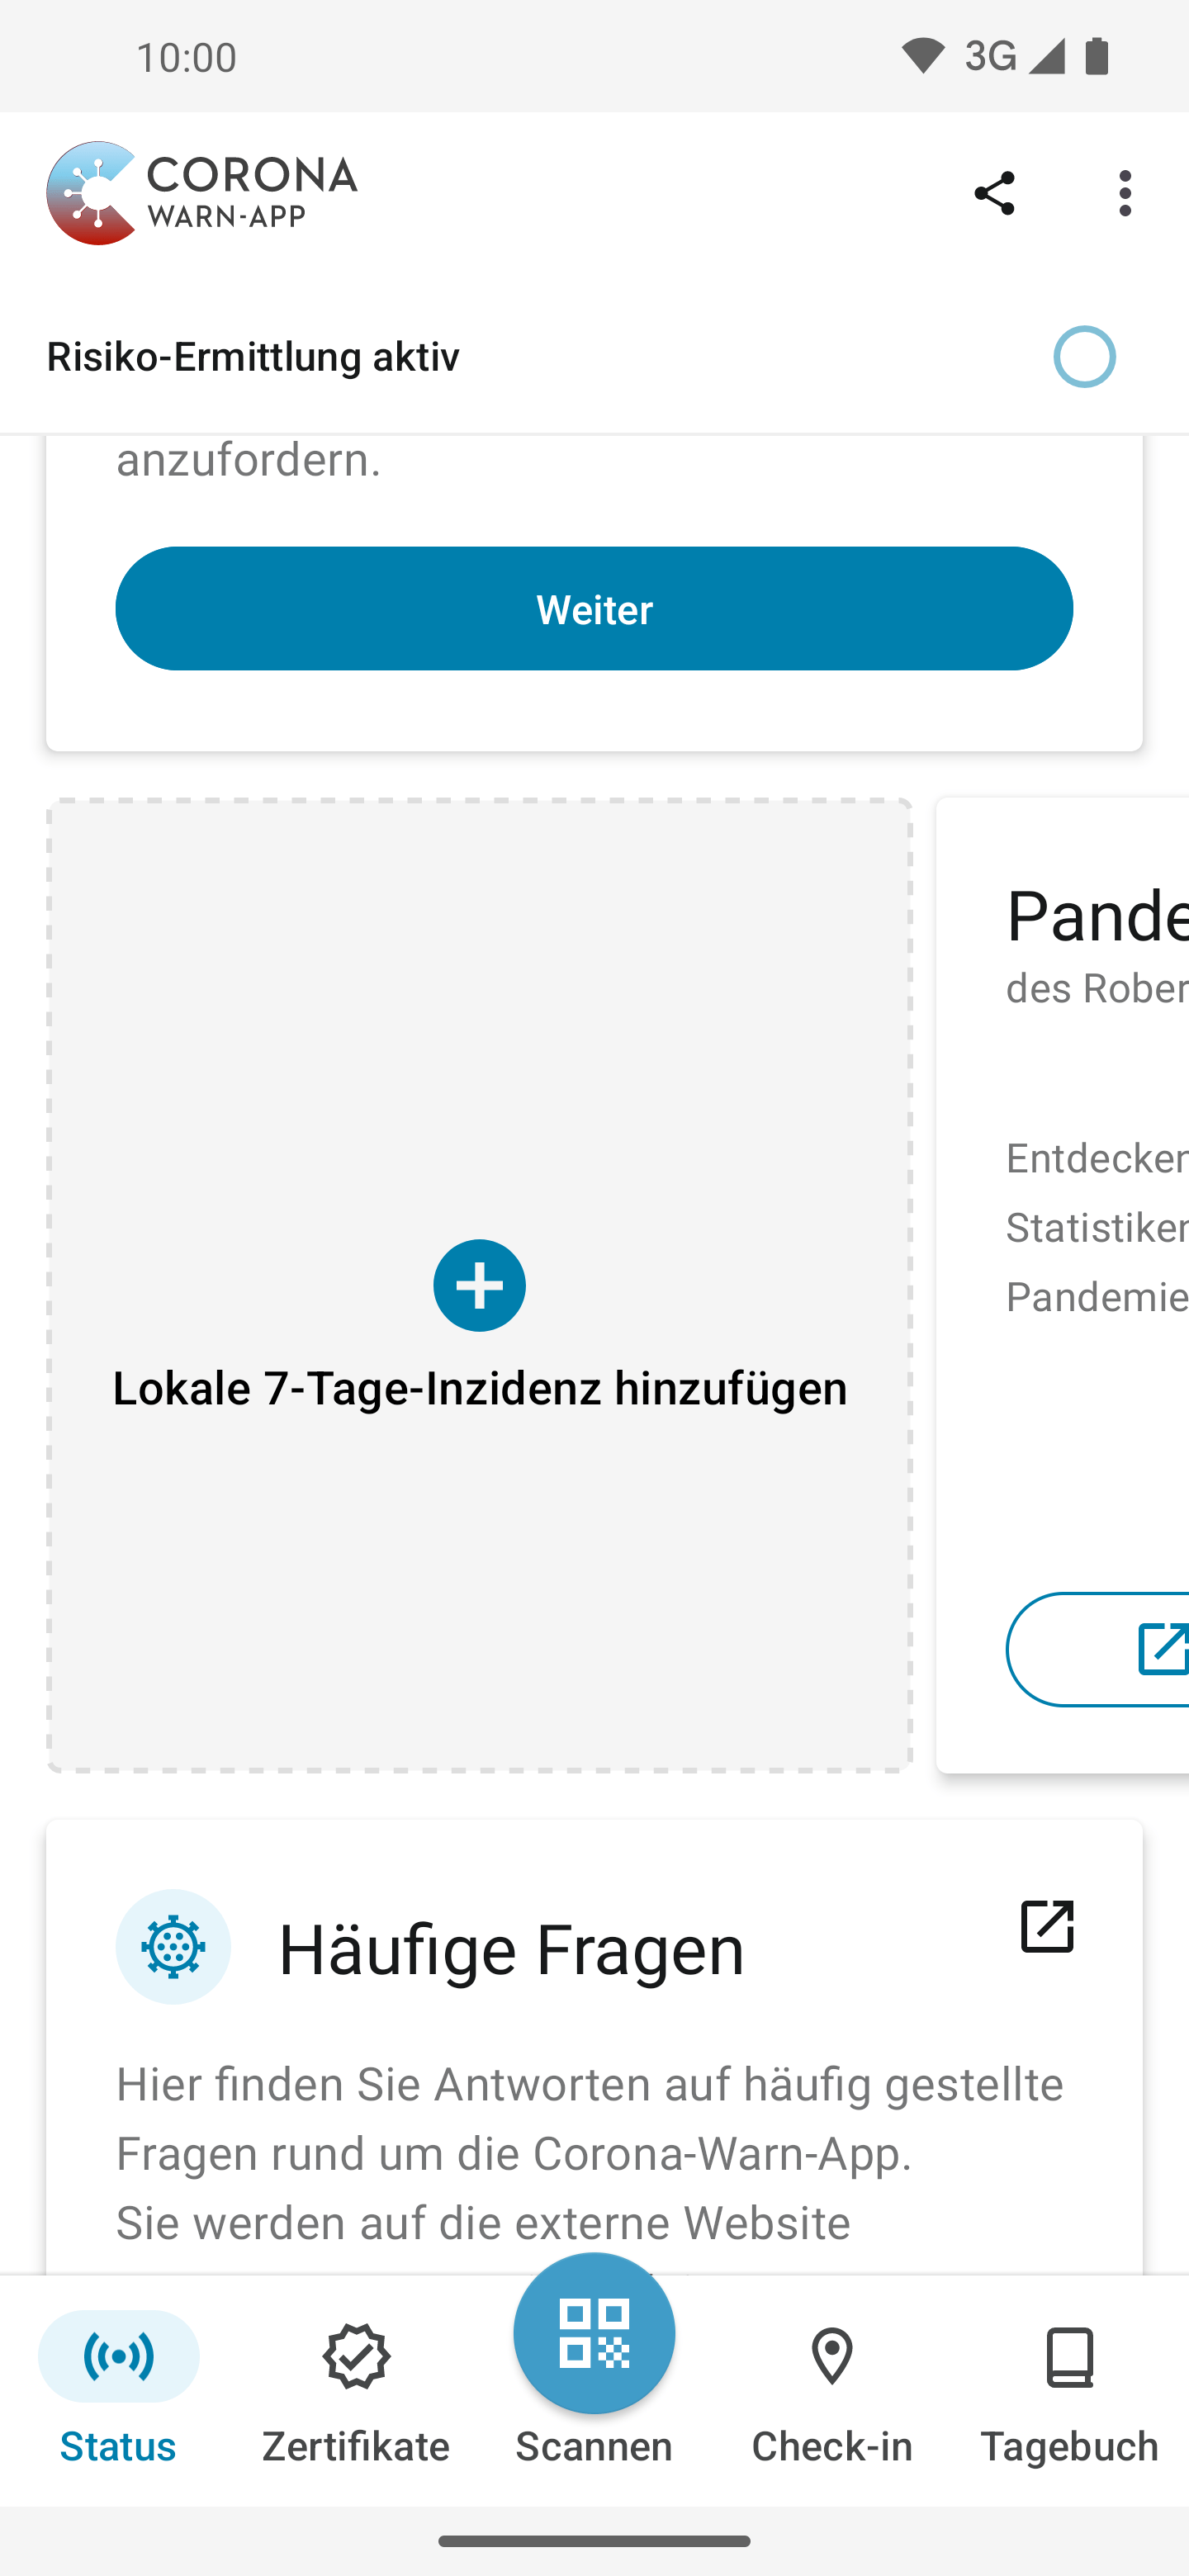 10:00
3G
CORONA
WARN-APP
Risiko-Ermittlung aktiv
anzufordern.
Weiter
Lokale 7-Tage-Inzidenz hinzufügen
Pande
des Rober
Entdecken
Statistiken
Pandemie
Häufige Fragen
Hier finden Sie Antworten auf häufig gestellte
Fragen rund um die Corona-Warn-App.
Sie werden auf die externe Website
Status
Zertifikate
Scannen
Check-in
Tagebuch